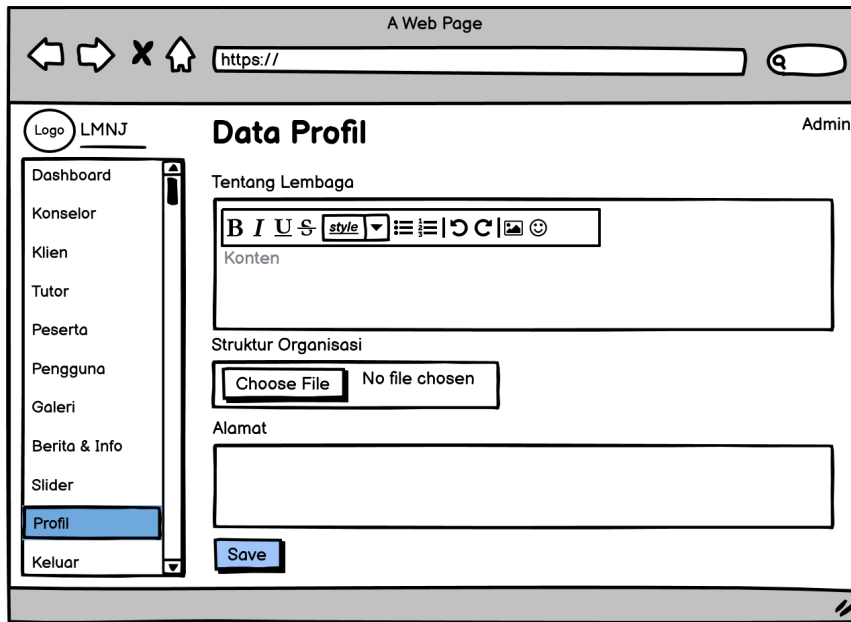 A Web Page
https://
Logo LMNJ
Admin
Data Profil
Dashboard
Konselor
Klien
Tutor
Peserta
Pengguna
Galeri
Berita & Info
Slider
Profil
Keluar
Tentang Lembaga
B I U S style
Konten
Struktur Organisasi
Choose File No file chosen
Alamat
Save